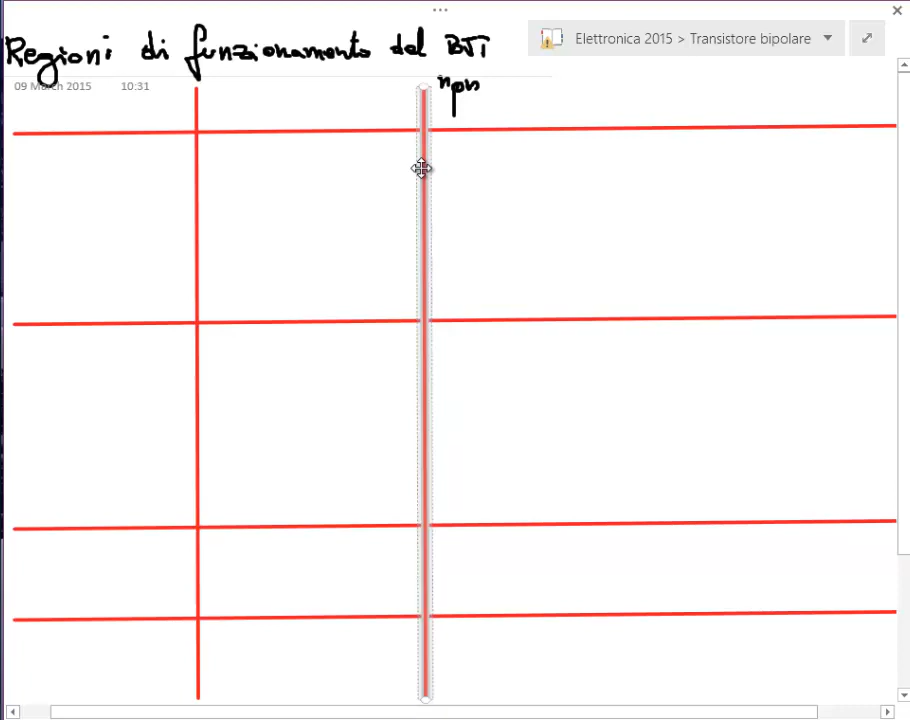 Regioni di funzionamento del BJT
npn
Elettronica 2015 > Transistore bipolare
09 March 2015 10:31